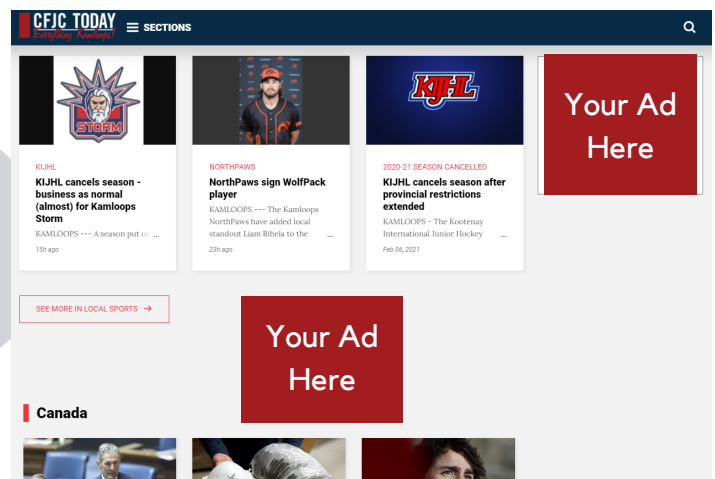 CFJC TODAY
Everything Kamloops!
SECTIONS
STORM
KIJHL
KIJHL
KIJHL cancels season -
business as normal
(almost) for Kamloops
Storm
KAMLOOPS --- A season put on ...
15h ago
NORTHPAWS
NorthPaws sign WolfPack
player
KAMLOOPS --- The Kamloops
NorthPaws have added local
standout Liam Rihela to the ...
23h ago
2020-21 SEASON CANCELLED
KIJHL cancels season after
provincial restrictions
extended
KAMLOOPS - The Kootenay
International Junior Hockey ...
Feb 06, 2021
Your Ad
Here
SEE MORE IN LOCAL SPORTS →
Your Ad
Here
Canada